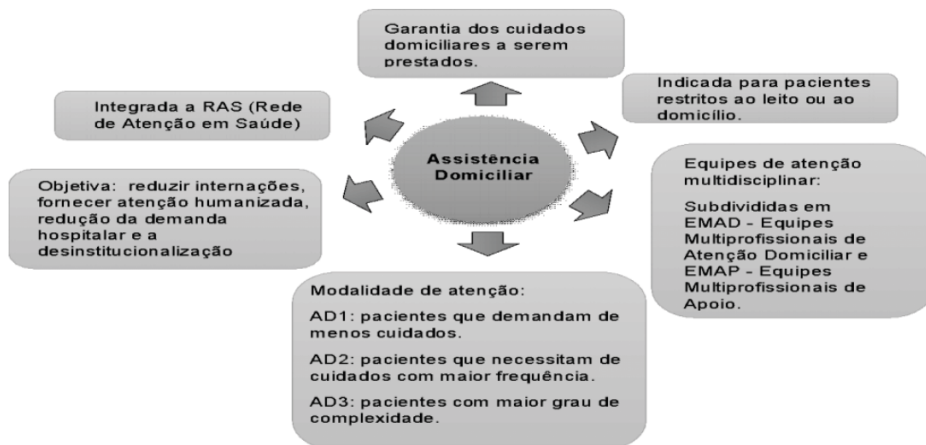 Garantia dos cuidados
domiciliares a serem
prestados.
Integrada a RAS (Rede
de Atenção em Saúde)
Indicada para pacientes
restritos ao leito ou ao
domicílio.
Assistência
Domiciliar
Objetiva: reduzir internações,
fornecer atenção humanizada,
redução da demanda
hospitalar e a
desinstitucionalização
Equipes de atenção
multidisciplinar:
Subdivididas em
EMAD - Equipes
Multiprofissionais de
Atenção Domiciliar e
EMAP - Equipes
Multiprofissionais de
Apoio.
Modalidade de atenção:
AD1: pacientes que demandam de
menos cuidados.
AD2: pacientes que necessitam de
cuidados com maior frequência.
AD3: pacientes com maior grau de
complexidade.